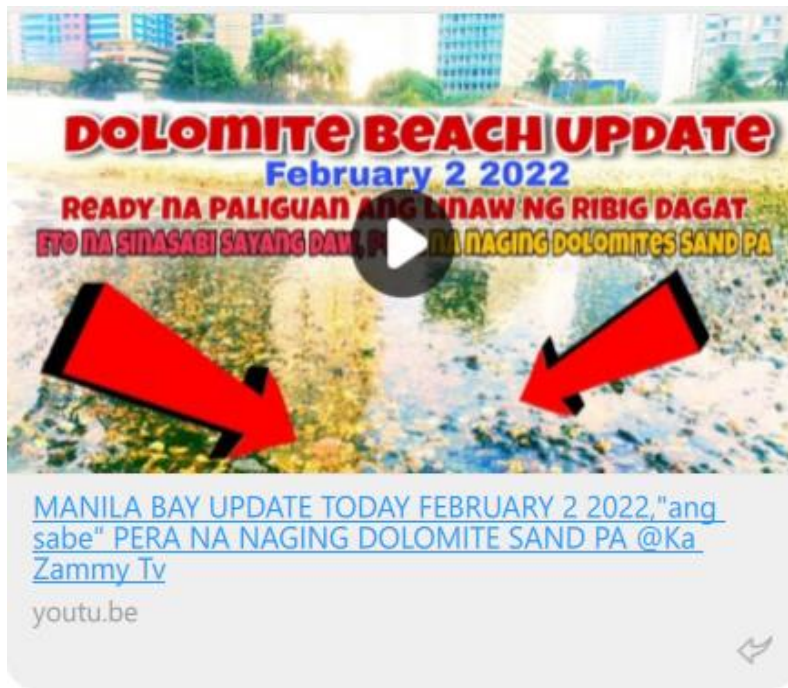 DOLOMITE BEACH UPDATE
February 2 2022
READY NA PALIGUAN ANG LINAW NG RIBIG DAGAT
ETO NA SINASABI SAYANG DAW, NA NAGING DOLOMITES SAND PA
MANILA BAY UPDATE TODAY FEBRUARY 2 2022,"ang
sabe" PERA NA NAGING DOLOMITE SAND PA @Ka
Zammy Tv
youtu.be